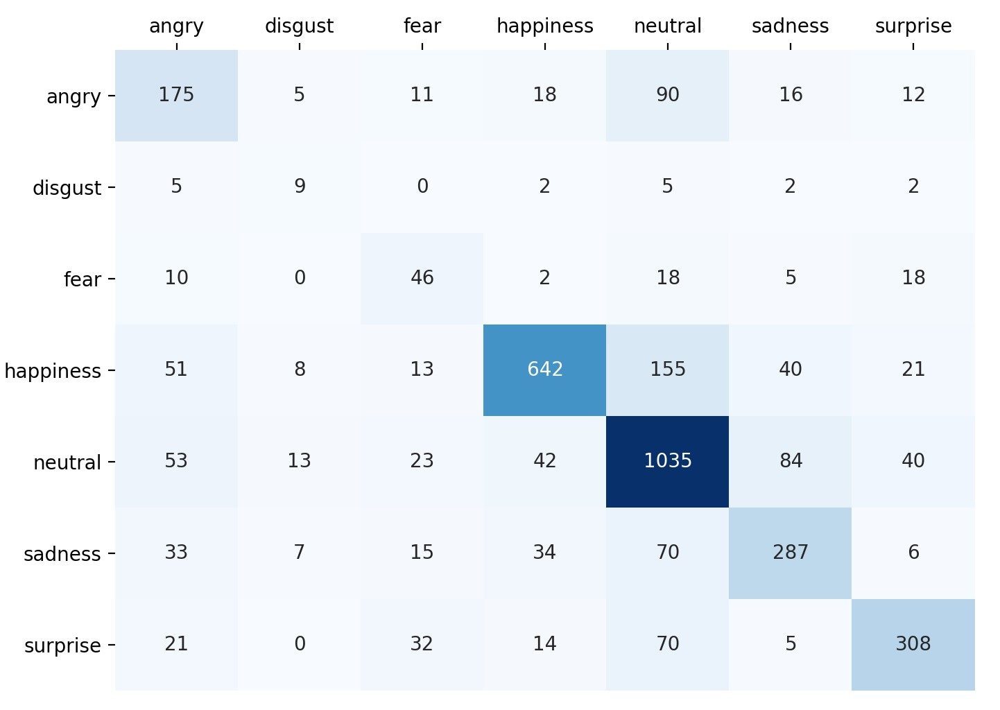 angry disgust fear happiness neutral sadness surprise
angry 175 5 11 18 90 16 12
disgust 5 9 0 2 5 2 2
fear 10 0 46 2 18 5 18
happiness 51 8 13 642 155 40 21
neutral 53 13 23 42 1035 84 40
sadness 33 7 15 34 70 287 6
surprise 21 0 32 14 70 5 308